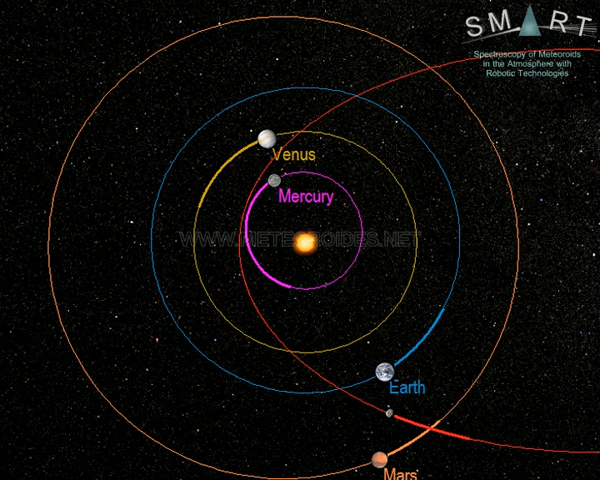 SMART
Spectroscopy of Meteoroids
in the Atmosphere with
Robotic Technologies
Venus
Mercury
WWW.METEOROIDES.NET
Earth
Mars